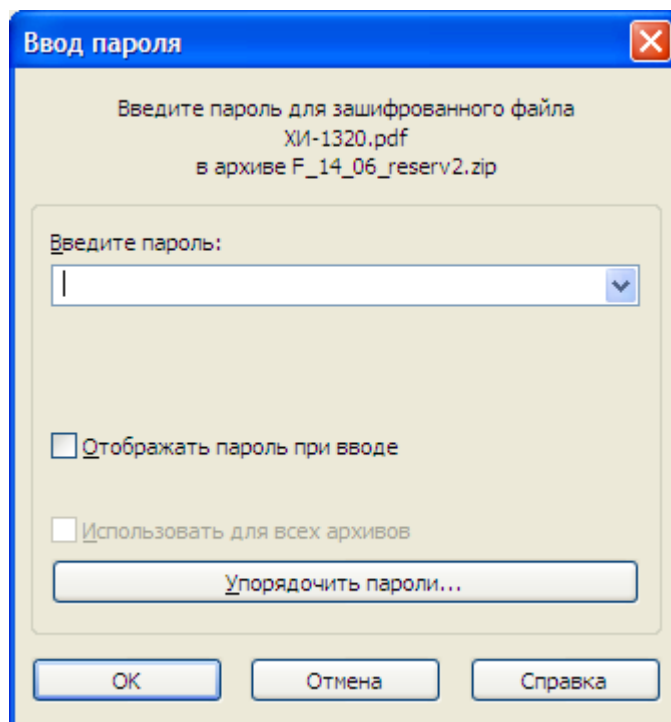 Ввод пароля
Введите пароль для зашифрованного файла
ХИ-1320.pdf
в архиве F_14_06_reserv2.zip
Введите пароль:
Отображать пароль при вводе
Использовать для всех архивов
Упорядочить пароли...
OK Отмена Справка